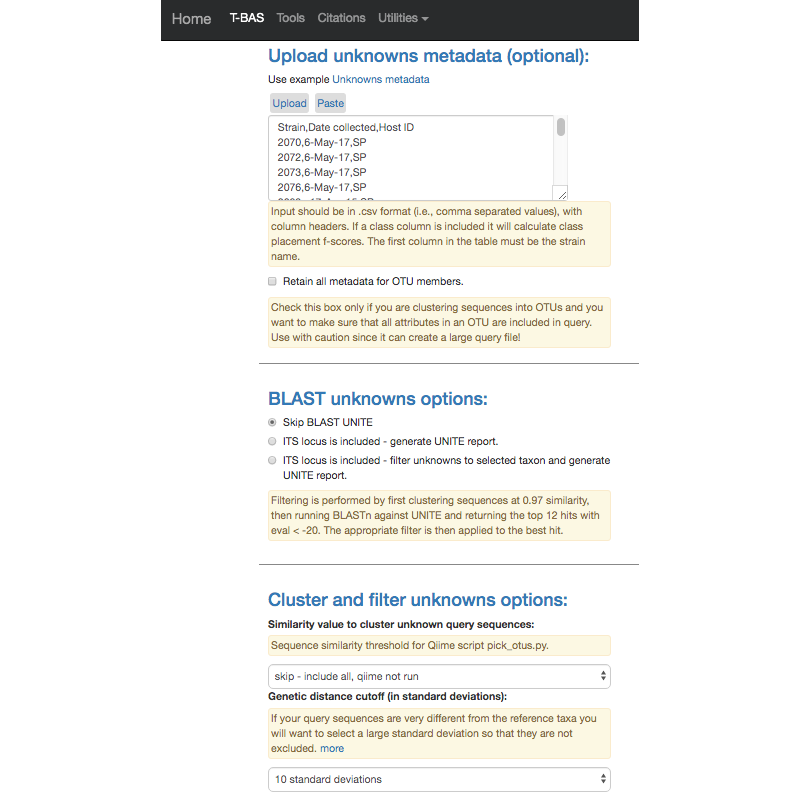 Home T-BAS Tools Citations Utilities
Upload unknowns metadata (optional):
Use example Unknowns metadata
Upload Paste
Strain,Date collected,Host ID
2070,6-May-17,SP
2072,6-May-17,SP
2073,6-May-17,SP
2076,6-May-17,SP
Input should be in .csv format (i.e., comma separated values), with
column headers. If a class column is included it will calculate class
placement f-scores. The first column in the table must be the strain
name.
Retain all metadata for OTU members.
Check this box only if you are clustering sequences into OTUs and you
want to make sure that all attributes in an OTU are included in query.
Use with caution since it can create a large query file!
BLAST unknowns options:
Skip BLAST UNITE
ITS locus is included - generate UNITE report.
ITS locus is included - filter unknowns to selected taxon and generate
UNITE report.
Filtering is performed by first clustering sequences at 0.97 similarity,
then running BLASTn against UNITE and returning the top 12 hits with
eval < -20. The appropriate filter is then applied to the best hit.
Cluster and filter unknowns options:
Similarity value to cluster unknown query sequences:
Sequence similarity threshold for Qiime script pick_otus.py.
skip - include all, qiime not run
Genetic distance cutoff (in standard deviations):
If your query sequences are very different from the reference taxa you
will want to select a large standard deviation so that they are not
excluded. more
10 standard deviations